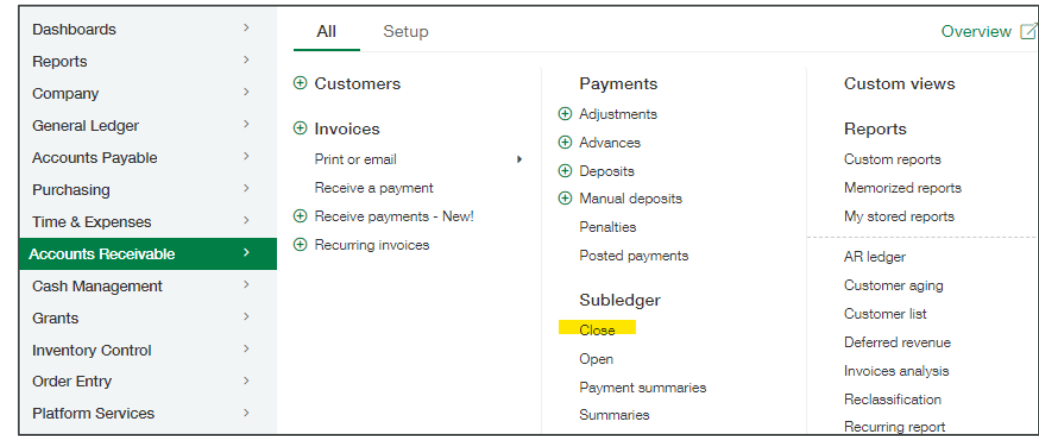 Dashboards
Reports
Company
General Ledger
Accounts Payable
Purchasing
Time & Expenses
Accounts Receivable
Cash Management
Grants
Inventory Control
Order Entry
Platform Services
All
Setup
Overview
Customers
Invoices
Print or email
Receive a payment
Receive payments - New!
Recurring invoices
Payments
Adjustments
Advances
Deposits
Manual deposits
Penalties
Posted payments
Subledger
Close
Open
Payment summaries
Summaries
Custom views
Reports
Custom reports
Memorized reports
My stored reports
AR ledger
Customer aging
Customer list
Deferred revenue
Invoices analysis
Reclassification
Recurring report